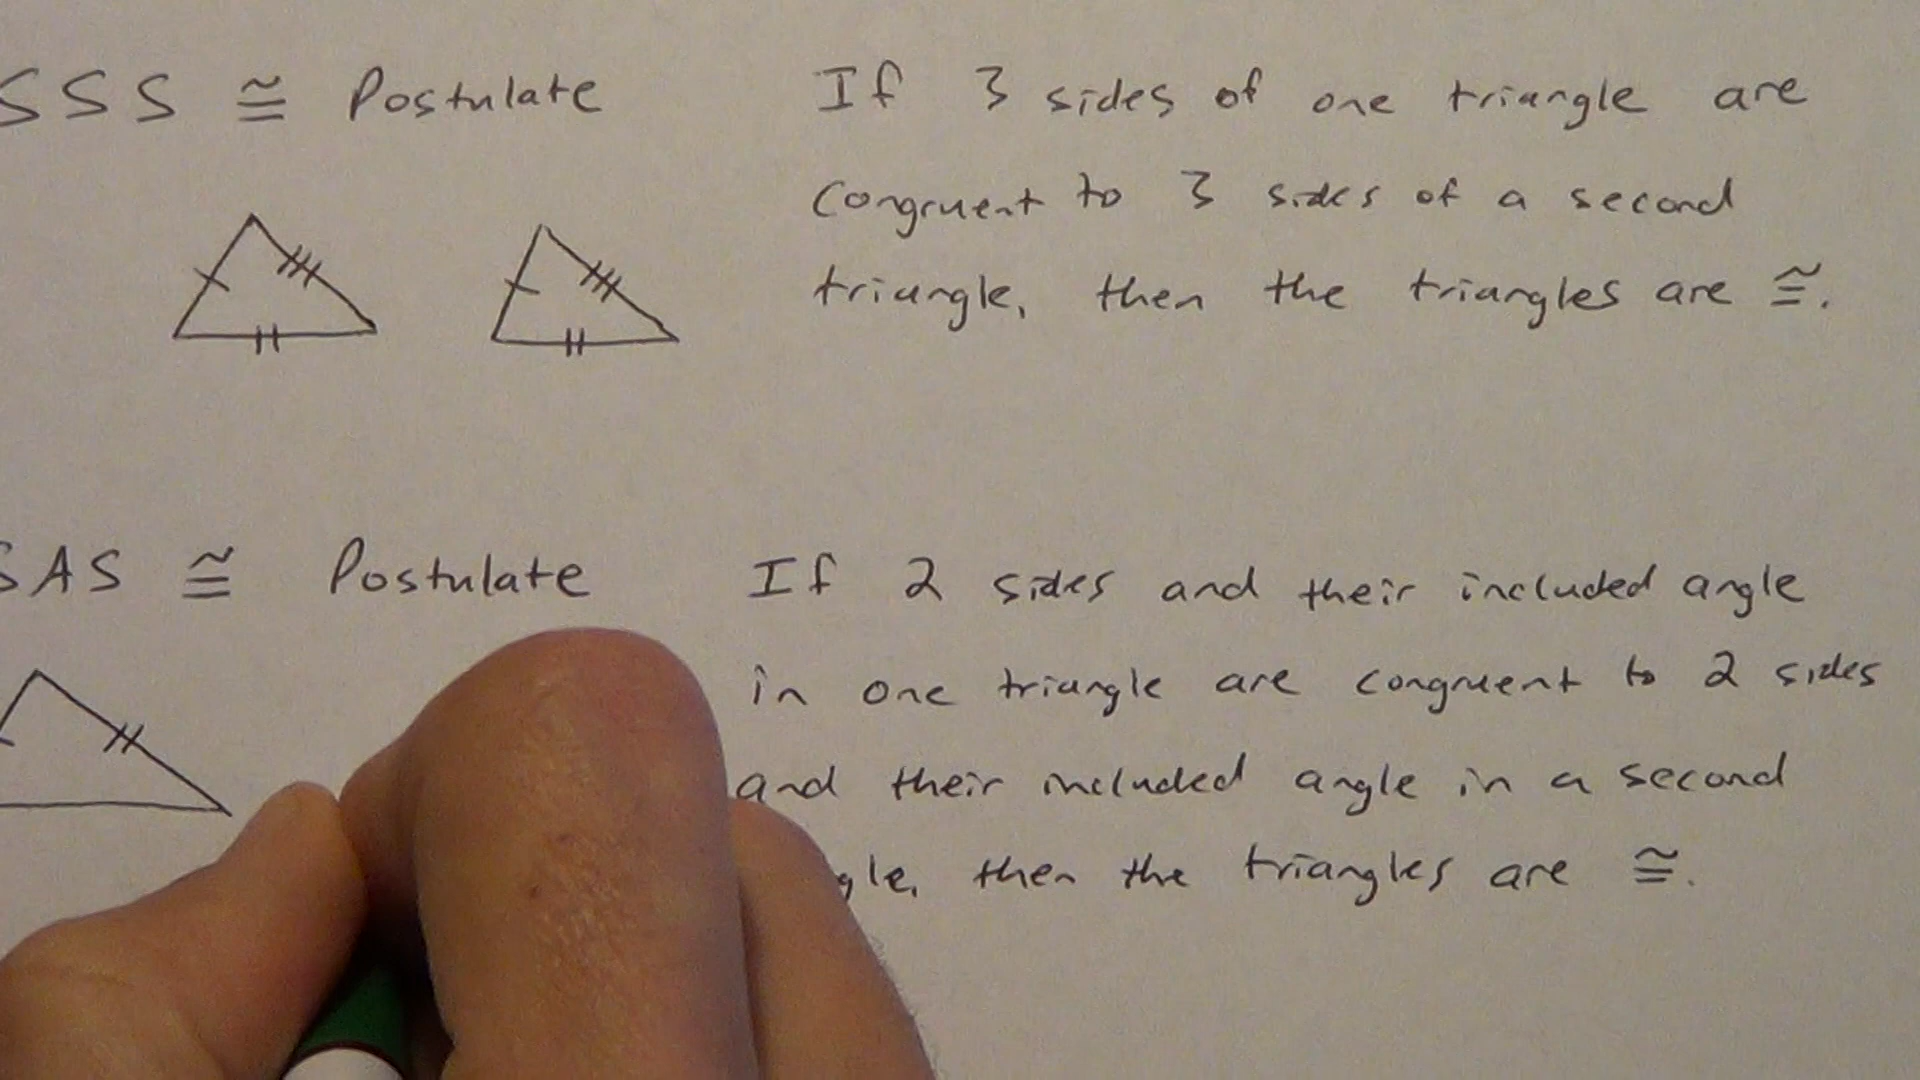 SSS ≅ Postulate
If 3 sides of one triangle are
congruent to 3 sides of a second
triangle, then the triangles are ≅.
SAS ≅ Postulate
If 2 sides and their included angle
in one triangle are congruent to 2 sides
and their included angle in a second
gle, then the triangles are ≅.